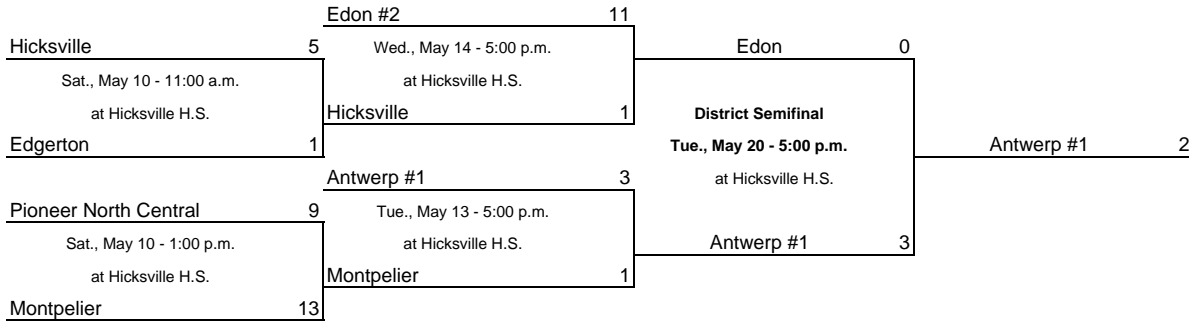 Edon #2 11
Hicksville 5
Wed., May 14 - 5:00 p.m.
Edon 0
Sat., May 10 - 11:00 a.m.
at Hicksville H.S.
at Hicksville H.S.
Hicksville 1
District Semifinal
Edgerton 1
Tue., May 20 - 5:00 p.m.
Antwerp #1 2
Antwerp #1 3
at Hicksville H.S.
Pioneer North Central 9
Tue., May 13 - 5:00 p.m.
Sat., May 10 - 1:00 p.m.
at Hicksville H.S.
Antwerp #1 3
at Hicksville H.S.
Montpelier 1
Montpelier 13